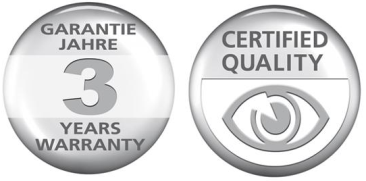 GARANTIE
JAHRE
3
YEARS
WARRANTY
CERTIFIED
QUALITY